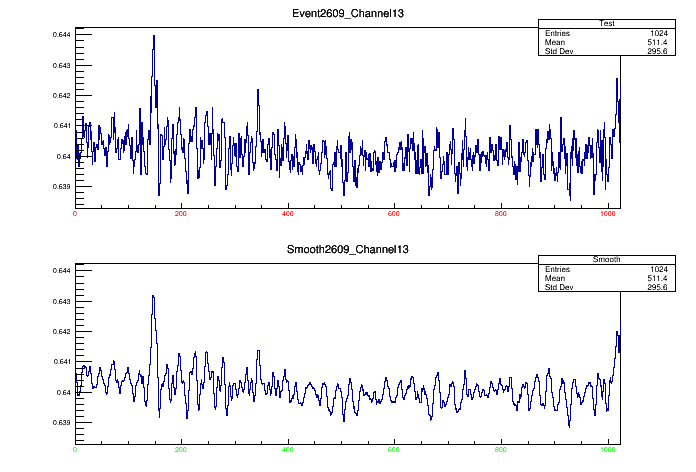 Event2609_Channel13
Test
Entries 1024
Mean 511.4
Std Dev 295.6
0.644
0.643
0.642
0.641
0.64
0.639
0 200 400 600 800 1000
Smooth2609_Channel13
Smooth
Entries 1024
Mean 511.4
Std Dev 295.6
0.644
0.643
0.642
0.641
0.64
0.639
0 200 400 600 800 1000